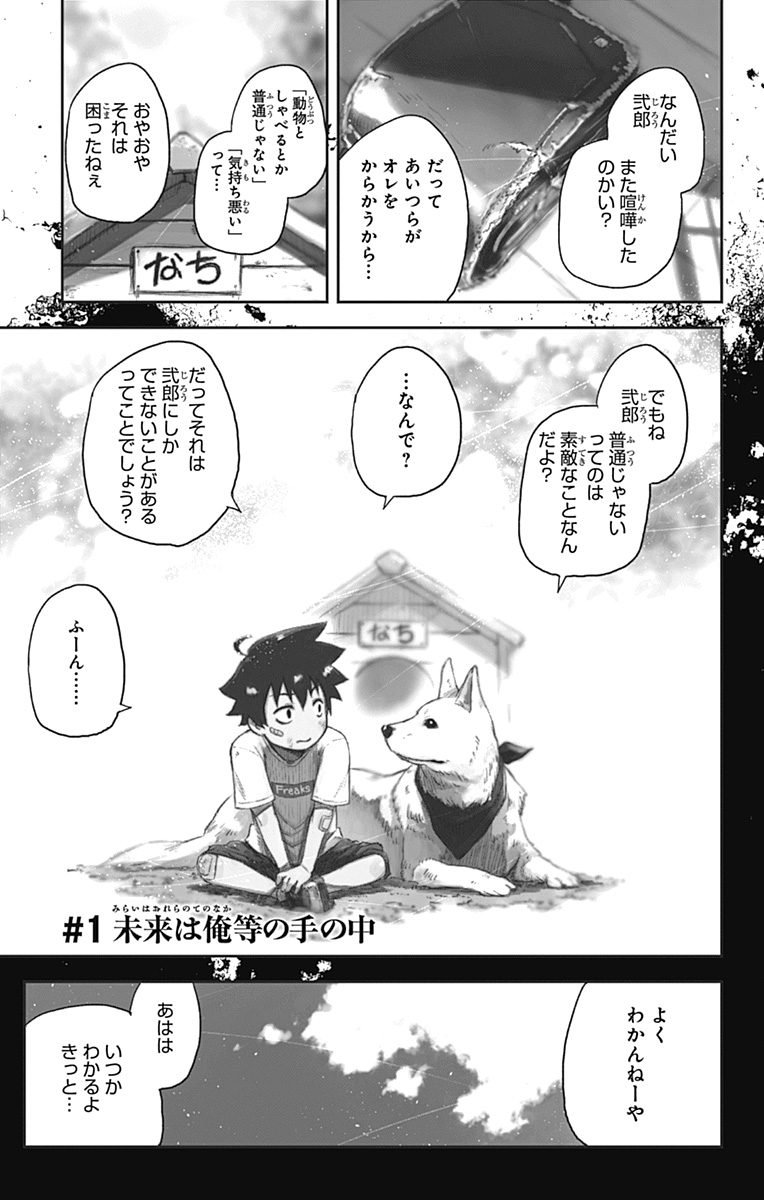 なんだい
弐郎
また喧嘩した
のかい？
だって
あいつらが
オレを
からかうから…
「動物と
しゃべるとか
普通じゃない」
「気持ち悪い」
って…
おやおや
それは
困ったねぇ
なち
でもね
弐郎
普通じゃない
ってのは
素敵なことなん
だよ？
…なんで？
だってそれは
弐郎にしか
できないことがある
ってことでしょう？
ふーん……
なち
Freaks
#1 未来は俺等の手の中
よく
わかんねーや
あはは
いつか
わかるよ
きっと…